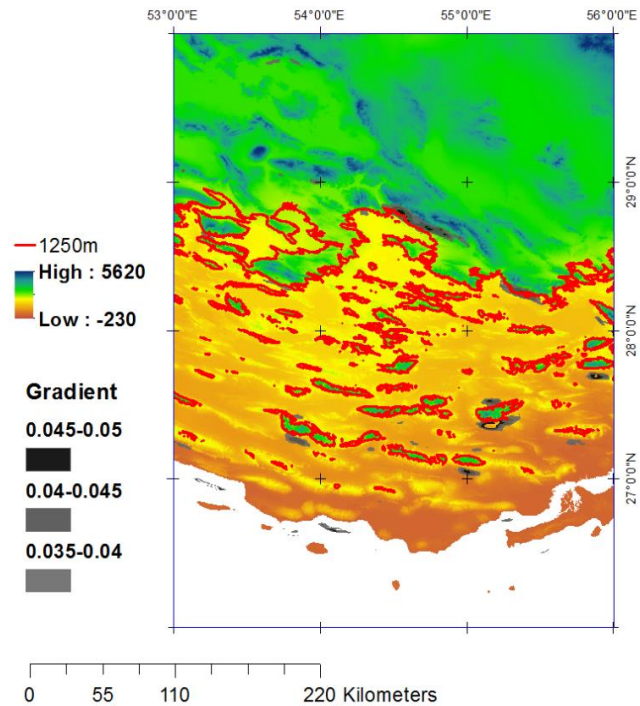 53°0'0"E 54°0'0"E 55°0'0"E 56°0'0"E
29°0'0"N
1250m
High : 5620
Low : -230
28°0'0"N
Gradient
0.045-0.05
0.04-0.045
0.035-0.04
27°0'0"N
0 55 110 220 Kilometers